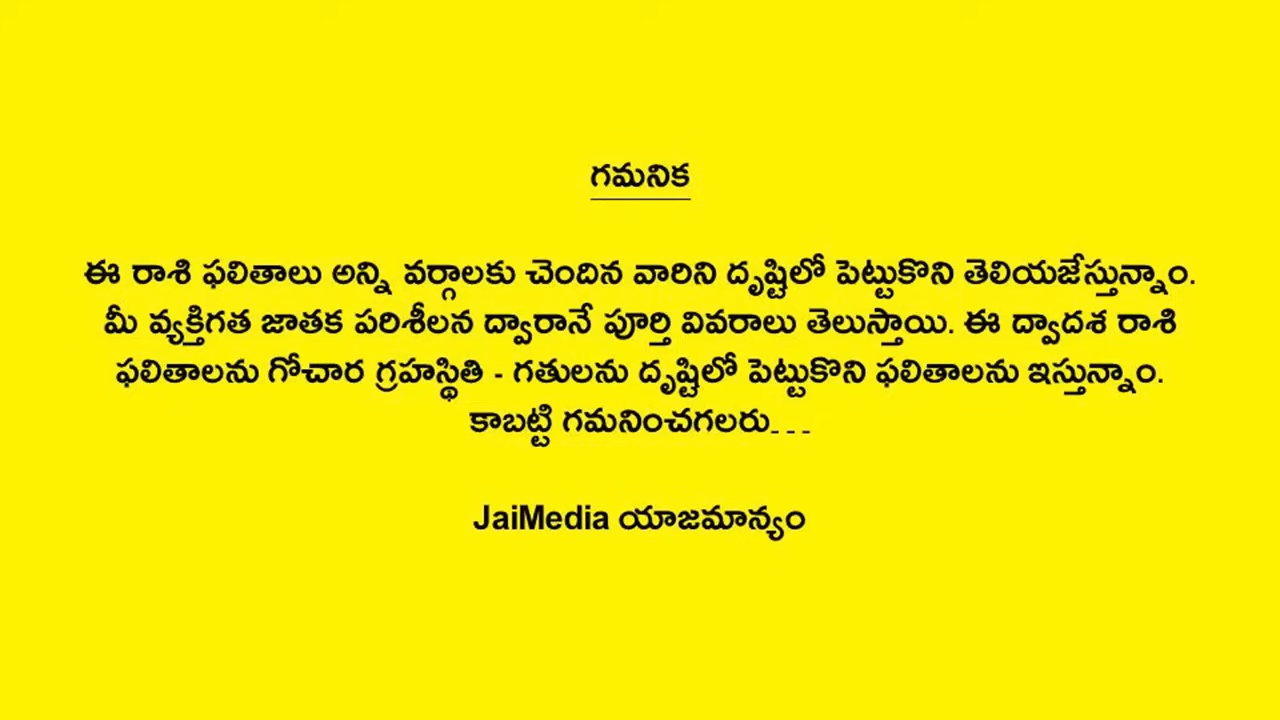 గమనిక
ఈ రాశి ఫలితాలు అన్ని వర్గాలకు చెందిన వారిని దృష్టిలో పెట్టుకొని తెలియజేస్తున్నాం.
మీ వ్యక్తిగత జాతక పరిశీలన ద్వారానే పూర్తి వివరాలు తెలుస్తాయి. ఈ ద్వాదశ రాశి
ఫలితాలను గోచార గ్రహస్థితి - గతులను దృష్టిలో పెట్టుకొని ఫలితాలను ఇస్తున్నాం.
కాబట్టి గమనించగలరు---
JaiMedia యాజమాన్యం